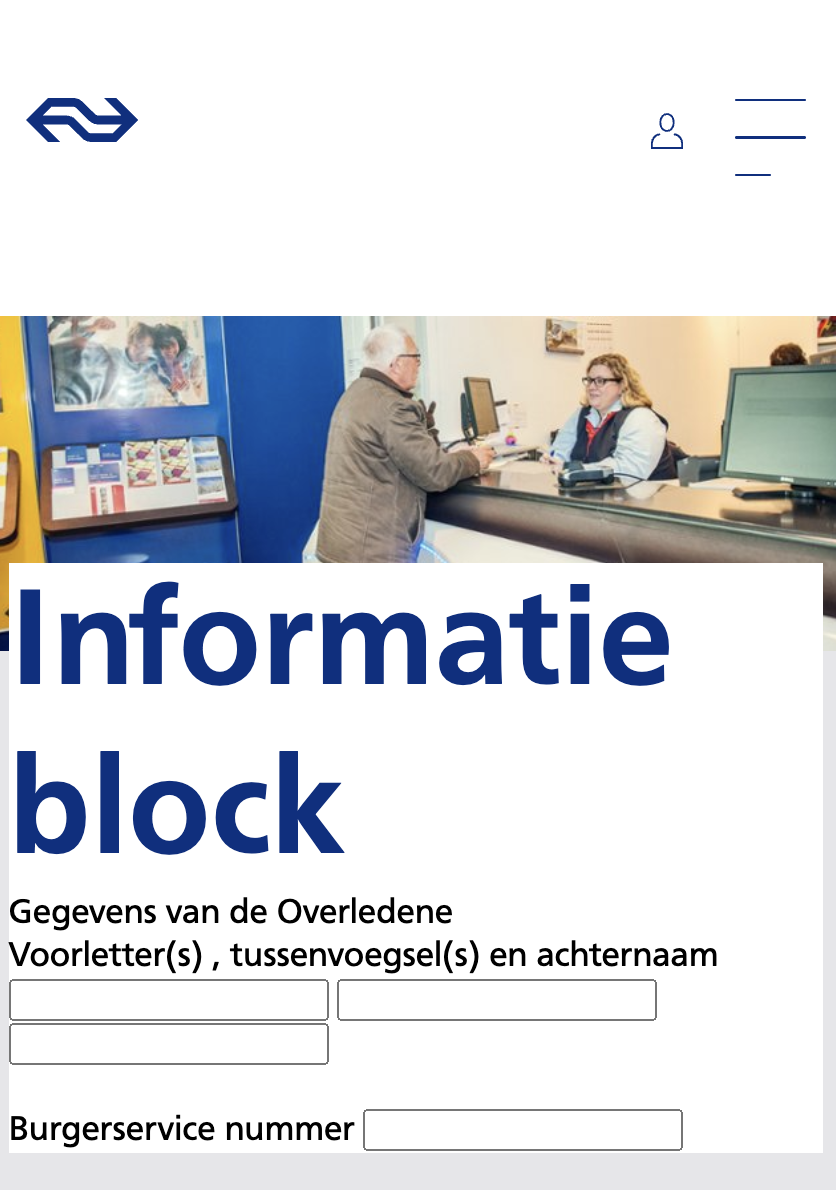 Informatie
block
Gegevens van de Overledene
Voorletter(s) , tussenvoegsel(s) en achternaam
Burgerservice nummer